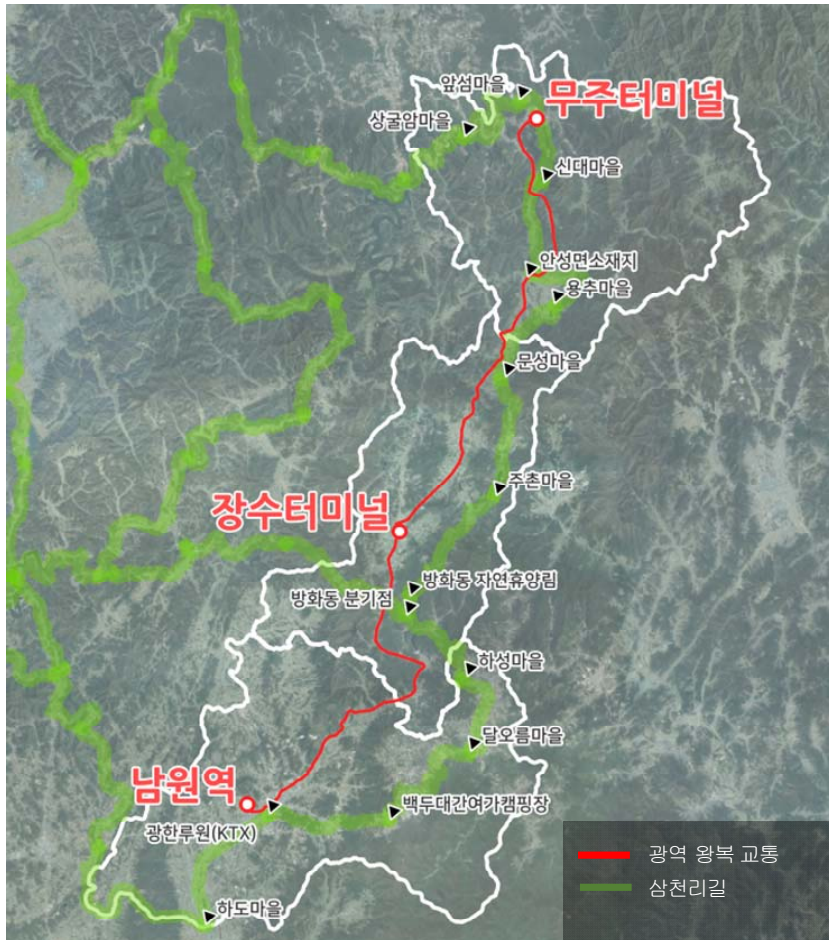 앞섬마을
무주터미널
상굴암마을
신대마을
안성면소재지
용추마을
문성마을
주촌마을
장수터미널
방화동 자연휴양림
방화동 분기점
하성마을
달오름마을
남원역
백두대간여가캠핑장
광한루원(KTX)
광역 왕복 교통
삼천리길
하도마을